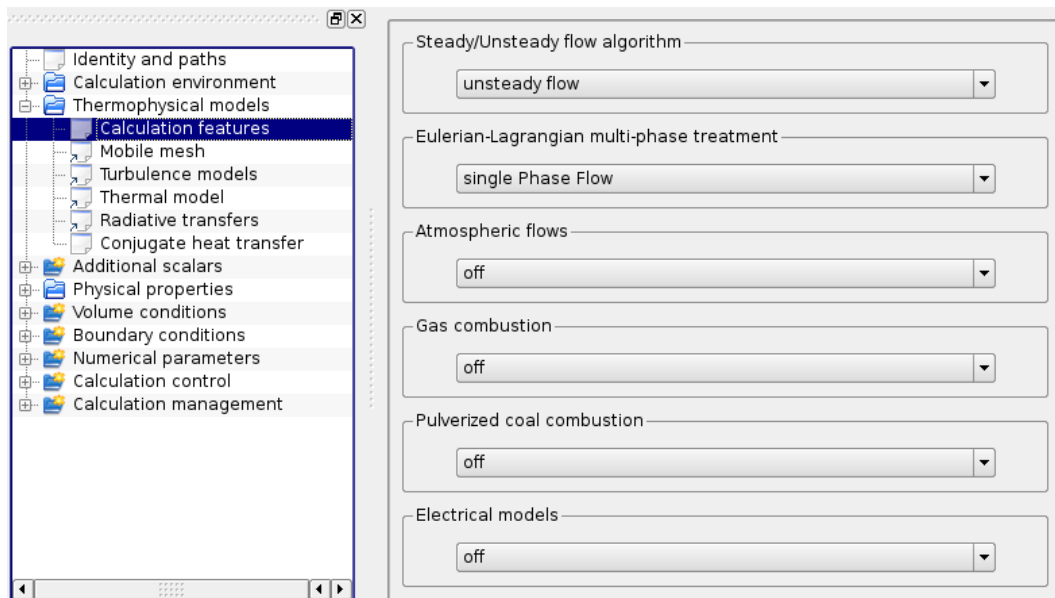 Identity and paths
Calculation environment
Thermophysical models
Calculation features
Mobile mesh
Turbulence models
Thermal model
Radiative transfers
Conjugate heat transfer
Additional scalars
Physical properties
Volume conditions
Boundary conditions
Numerical parameters
Calculation control
Calculation management
Steady/Unsteady flow algorithm
unsteady flow
Eulerian-Lagrangian multi-phase treatment
single Phase Flow
Atmospheric flows
off
Gas combustion
off
Pulverized coal combustion
off
Electrical models
off